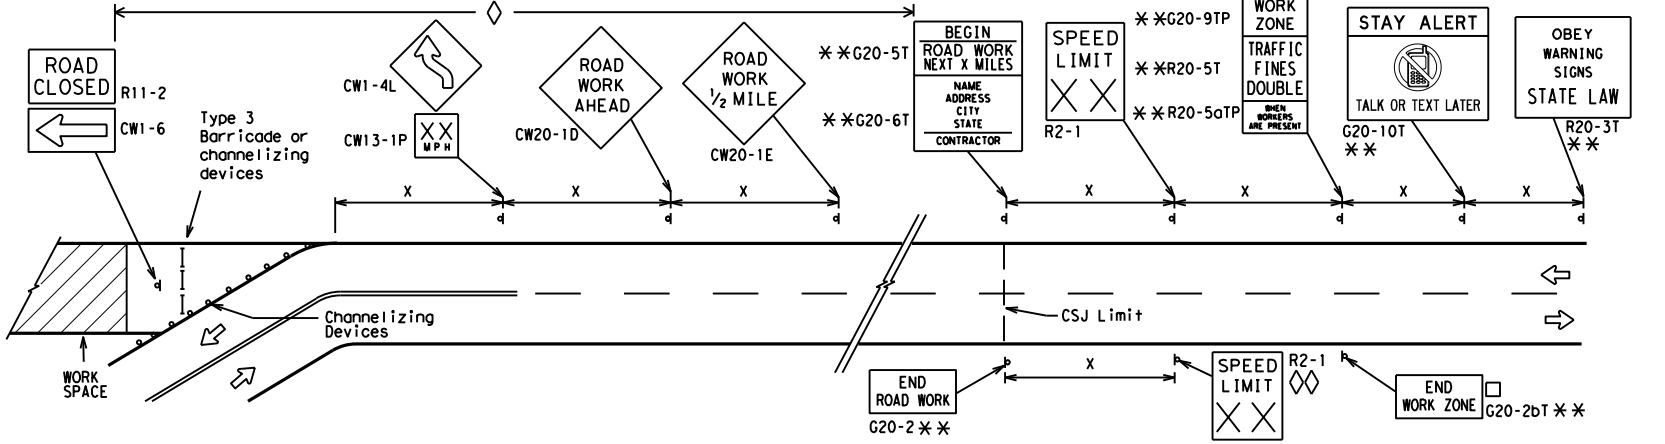 ROAD
CLOSED
R11-2
CW1-6
Type 3
Barricade or
channelizing
devices
CW1-4L
XX
MPH
CW13-1P
ROAD
WORK
AHEAD
CW20-1D
ROAD
WORK
1/2 MILE
CW20-1E
**G20-5T
BEGIN
ROAD WORK
NEXT X MILES
NAME
ADDRESS
CITY
STATE
CONTRACTOR
**G20-6T
SPEED
LIMIT
XX
R2-1
**G20-9TP
WORK
ZONE
**R20-5T
TRAFFIC
FINES
DOUBLE
**R20-5aTP
WHEN
WORKERS
ARE PRESENT
STAY ALERT
TALK OR TEXT LATER
G20-10T
**
OBEY
WARNING
SIGNS
STATE LAW
R20-3T
**
X
X
X
X
X
X
X
Channelizing
Devices
CSJ Limit
WORK
SPACE
END
ROAD WORK
G20-2 **
X
SPEED
LIMIT
XX
R2-1
END
WORK ZONE
G20-2bT **